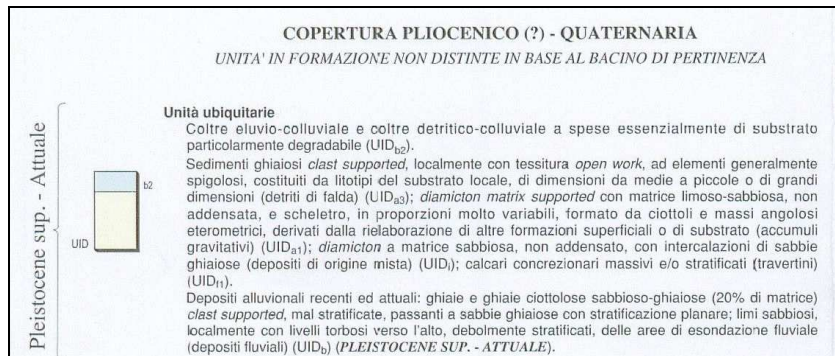 COPERTURA PLIOCENICO (?) - QUATERNARIA
UNITA' IN FORMAZIONE NON DISTINTE IN BASE AL BACINO DI PERTINENZA
Pleistocene sup. - Attuale
b2
UID
Unità ubiquitarie
Coltre eluvio-colluviale e coltre detritico-colluviale a spese essenzialmente di substrato
particolarmente degradabile (UIDb2).
Sedimenti ghiaiosi clast supported, localmente con tessitura open work, ad elementi generalmente
spigolosi, costituiti da litotipi del substrato locale, di dimensioni da medie a piccole o di grandi
dimensioni (detriti di falda) (UIDa3); diamicton matrix supported con matrice limoso-sabbiosa, non
addensata, e scheletro, in proporzioni molto variabili, formato da ciottoli e massi angolosi
eterometrici, derivati dalla rielaborazione di altre formazioni superficiali o di substrato (accumuli
gravitativi) (UIDa1); diamicton a matrice sabbiosa, non addensato, con intercalazioni di sabbie
ghiaiose (depositi di origine mista) (UIDi); calcari concrezionari massivi e/o stratificati (travertini)
(UIDf1).
Depositi alluvionali recenti ed attuali: ghiaie e ghiaie ciottolose sabbioso-ghiaiose (20% di matrice)
clast supported, mal stratificate, passanti a sabbie ghiaiose con stratificazione planare; limi sabbiosi,
localmente con livelli torbosi verso l'alto, debolmente stratificati, delle aree di esondazione fluviale
(depositi fluviali) (UIDb) (PLEISTOCENE SUP. - ATTUALE).